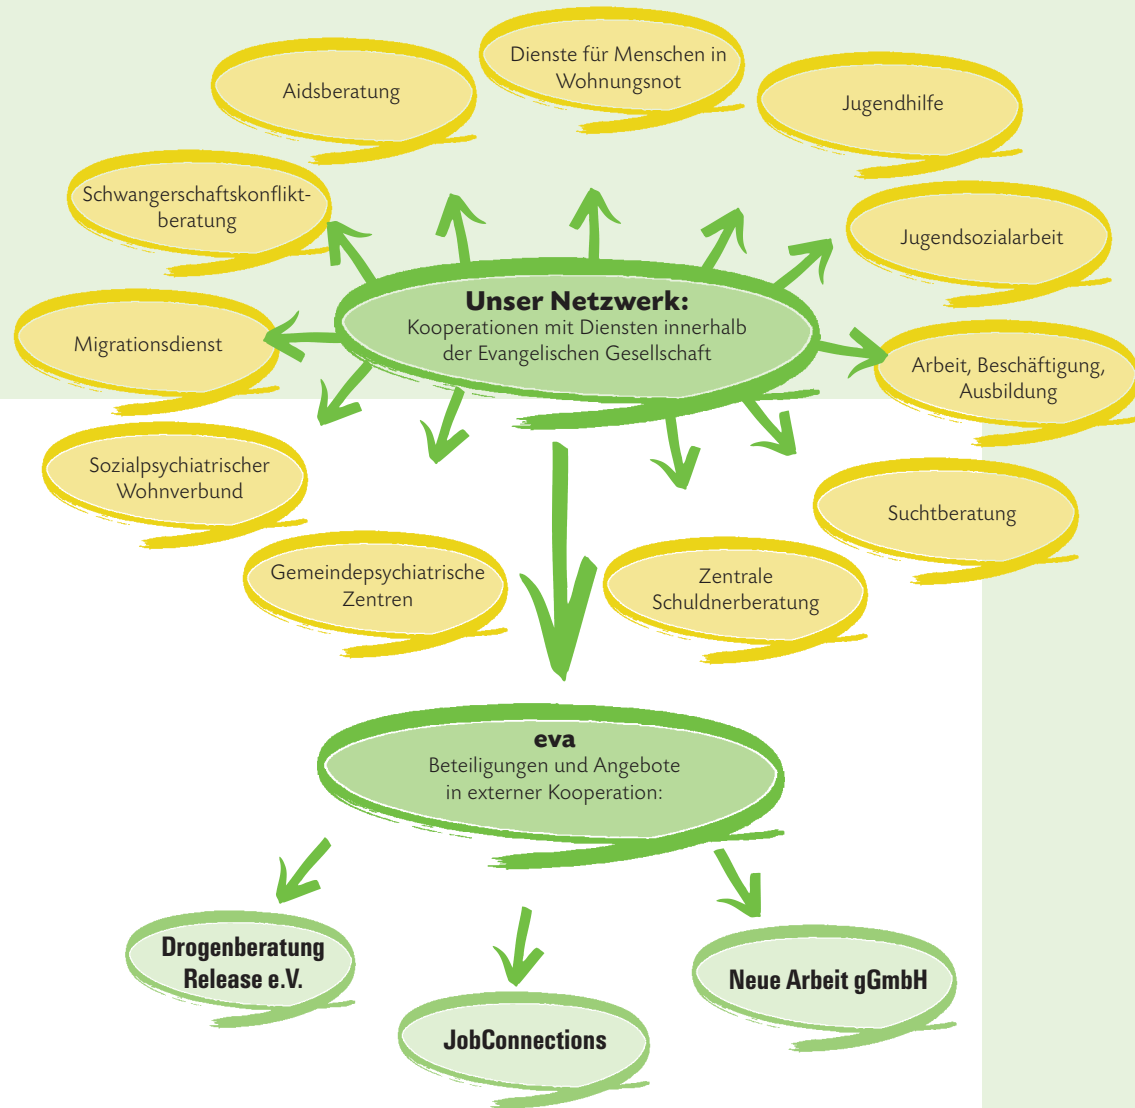 Dienste für Menschen in
Wohnungsnot
Aidsberatung
Jugendhilfe
Schwangerschaftskonflikt-
beratung
Jugendsozialarbeit
Unser Netzwerk:
Kooperationen mit Diensten innerhalb
der Evangelischen Gesellschaft
Migrationsdienst
Arbeit, Beschäftigung,
Ausbildung
Sozialpsychiatrischer
Wohnverbund
Suchtberatung
Gemeindepsychiatrische
Zentren
Zentrale
Schuldnerberatung
eva
Beteiligungen und Angebote
in externer Kooperation:
Drogenberatung
Release e.V.
Neue Arbeit gGmbH
JobConnections